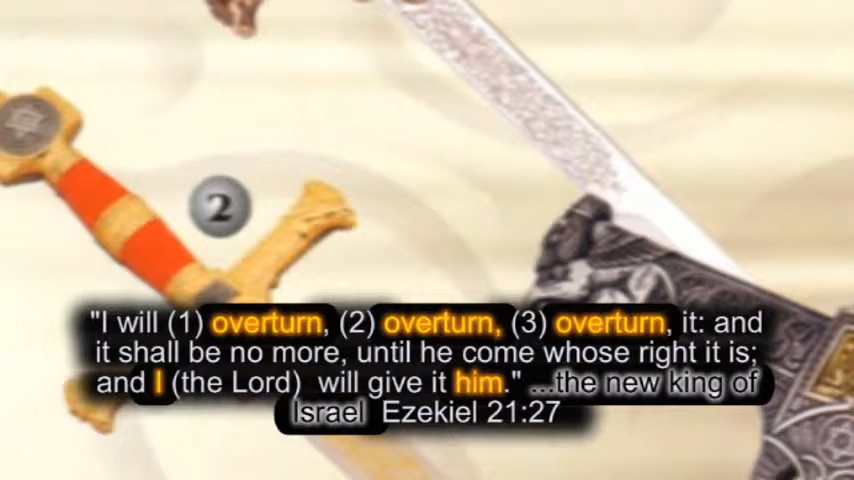 2
"I will (1) overturn, (2) overturn, (3) overturn, it: and
it shall be no more, until he come whose right it is;
and I (the Lord) will give it him." ...the new king of
Israel Ezekiel 21:27